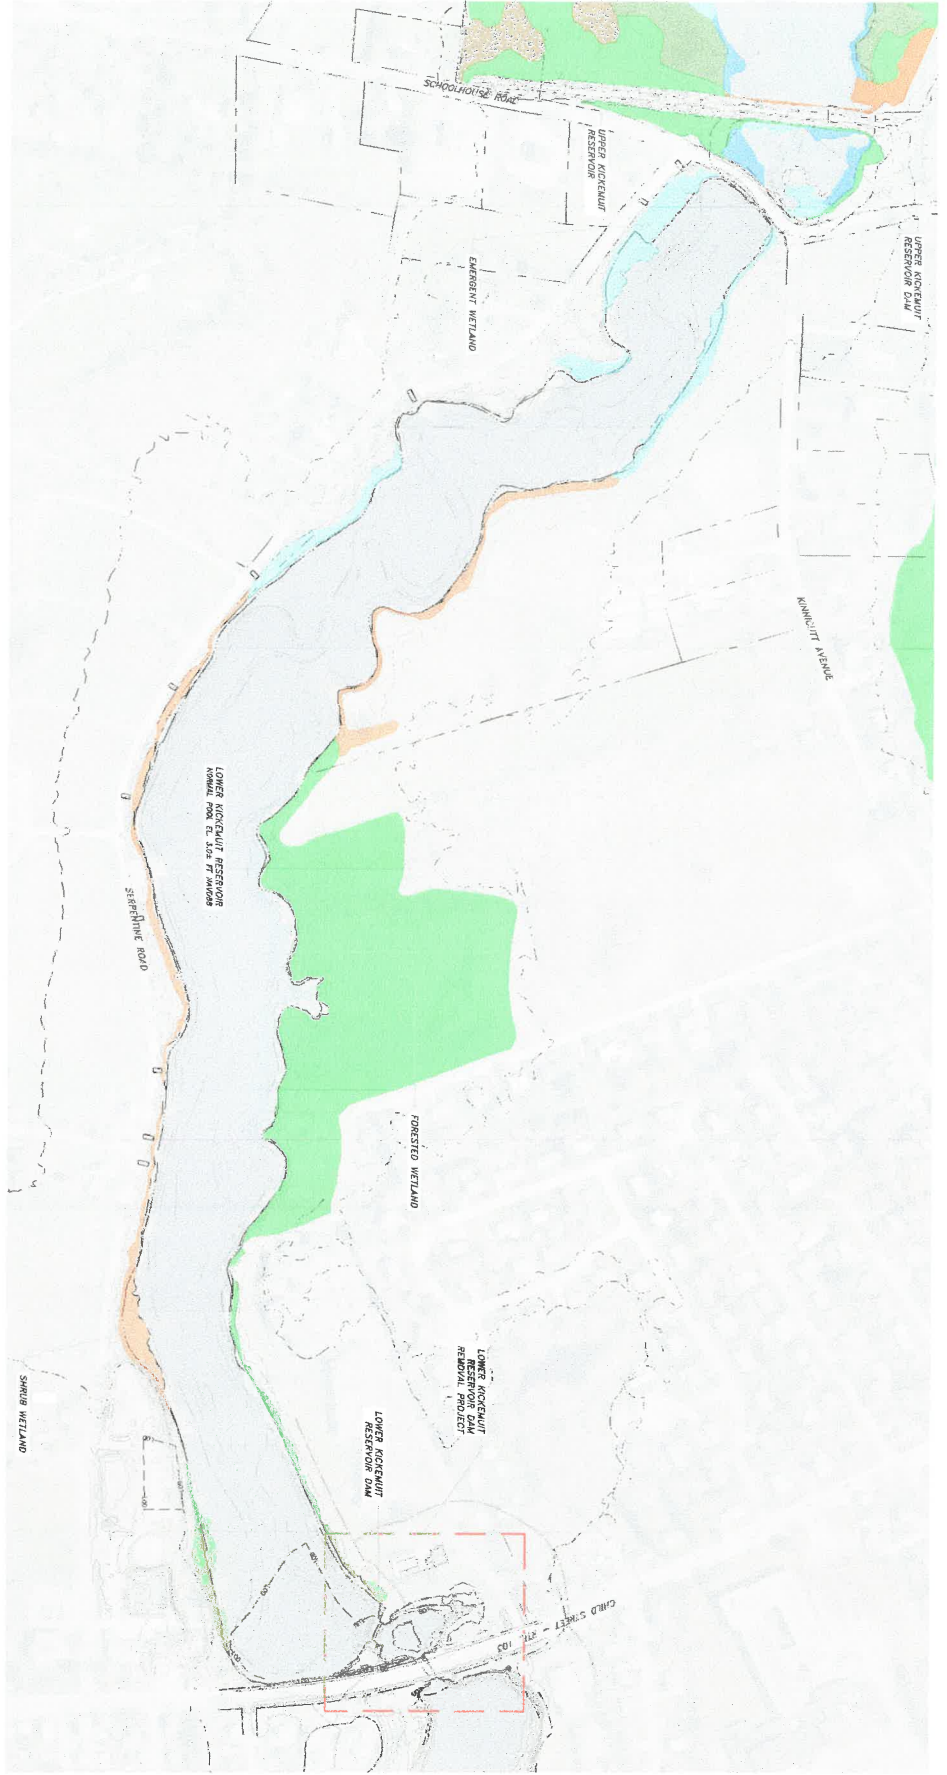 SCHOOLHOUSE ROAD
UPPER KICKEMUIT
RESERVOIR
UPPER KICKEMUIT
RESERVOIR DAM
EMERGENT WETLAND
KINNICUTT AVENUE
LOWER KICKEMUIT RESERVOIR
NORMAL POOL EL. 3.0± FT NAVD88
SERPENTINE ROAD
FORESTED WETLAND
LOWER KICKEMUIT
RESERVOIR DAM
REMOVAL PROJECT
SHRUB WETLAND
LOWER KICKEMUIT
RESERVOIR DAM
CHILD STREET - RTE 103